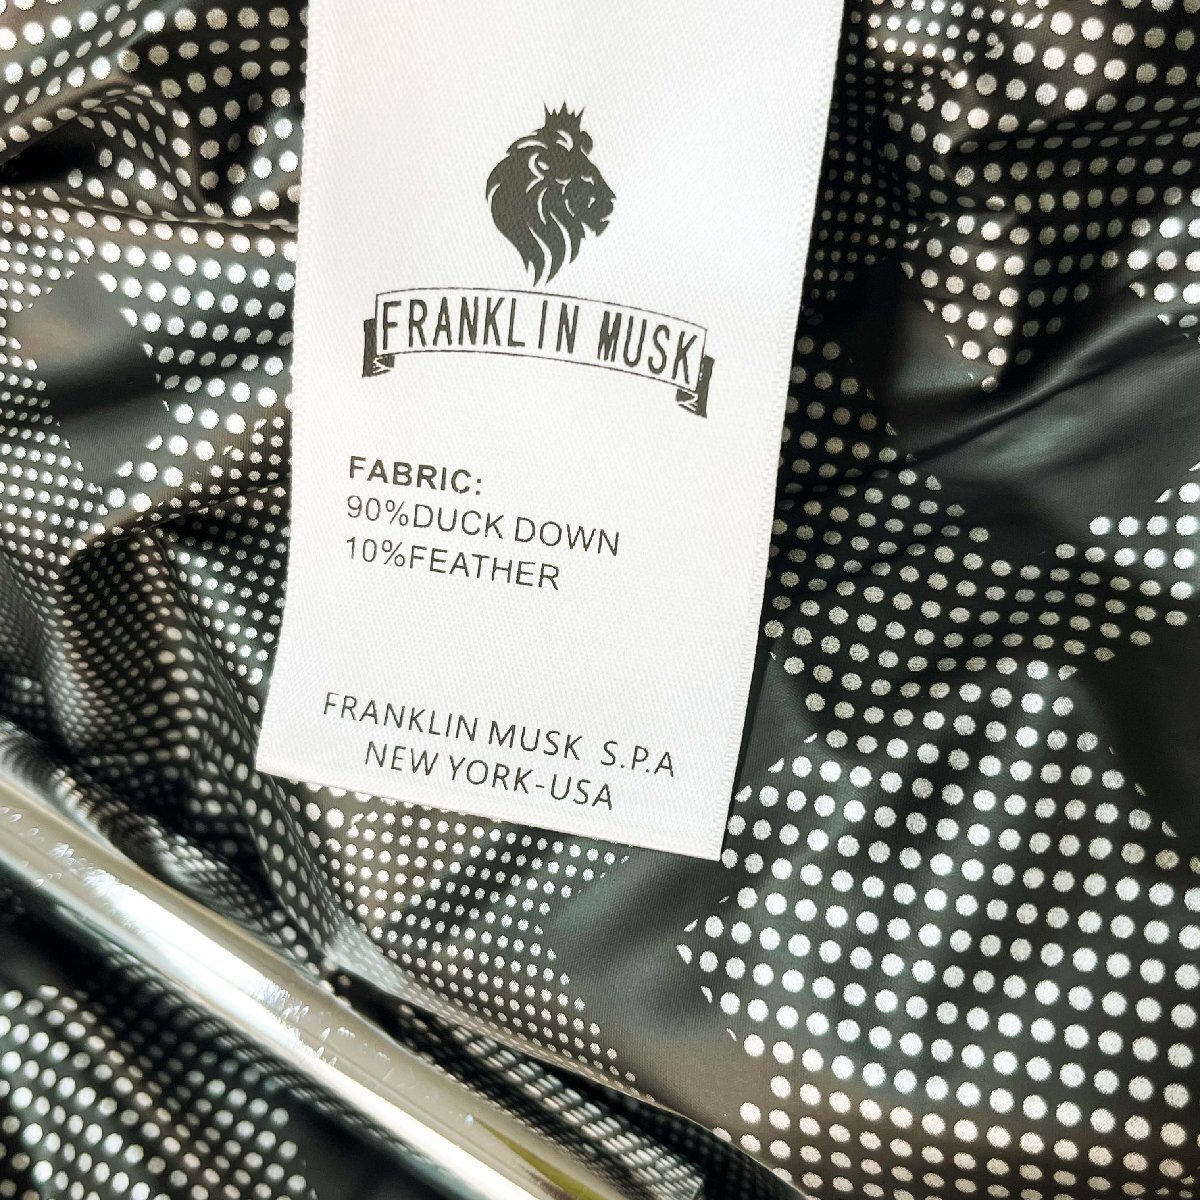 FRANKLIN MUSK
FABRIC:
90%DUCK DOWN
10%FEATHER
FRANKLIN MUSK S.P.A
NEW YORK-USA